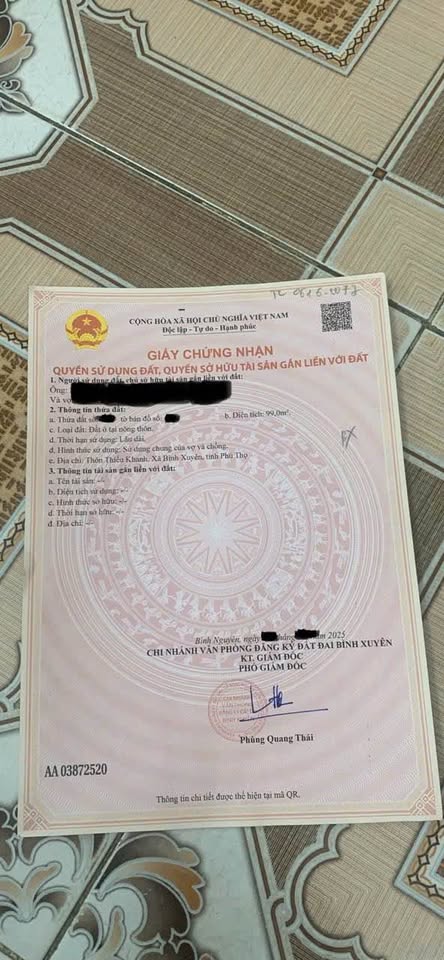 CỘNG HÒA XÃ HỘI CHỦ NGHĨA VIỆT NAM
Độc lập - Tự do - Hạnh phúc
GIẤY CHỨNG NHẬN
QUYỀN SỬ DỤNG ĐẤT, QUYỀN SỞ HỮU TÀI SẢN GẮN LIỀN VỚI ĐẤT
1. Người sử dụng đất, chủ sở hữu tài sản gắn liền với đất:
Ông:
Và vợ
2. Thông tin thửa đất:
a. Thửa đất số: tờ bản đồ số: b. Diện tích: 99,0m²
c. Loại đất: Đất ở tại nông thôn.
d. Thời hạn sử dụng: Lâu dài.
đ. Hình thức sử dụng: Sử dụng chung của vợ và chồng.
e. Địa chỉ: Thôn Thiều Khánh, Xã Bình Xuyên, tỉnh Phú Thọ
3. Thông tin tài sản gắn liền với đất:
a. Tên tài sản: -/-
b. Diện tích sử dụng: -/-
c. Hình thức sở hữu: -/-
d. Thời hạn sở hữu: -/-
đ. Địa chỉ: -/-
Bình Nguyên, ngày tháng năm 2025
CHI NHÁNH VĂN PHÒNG ĐĂNG KÝ ĐẤT ĐAI BÌNH XUYÊN
KT. GIÁM ĐỐC
PHÓ GIÁM ĐỐC
Phùng Quang Thái
AA 03872520
Thông tin chi tiết được thể hiện tại mã QR.